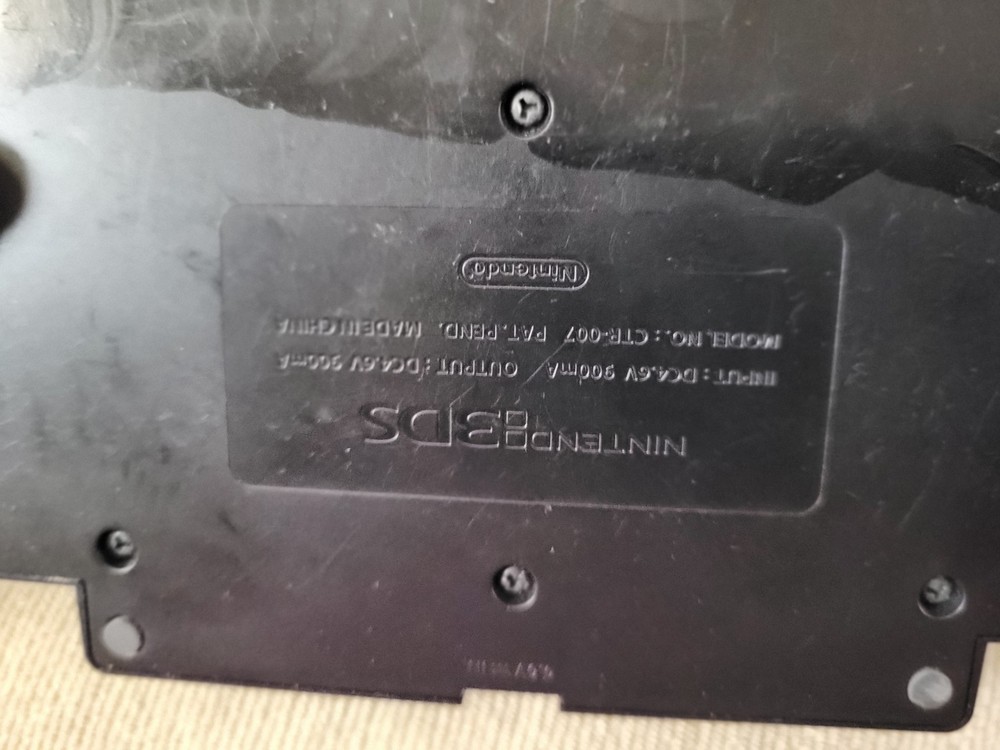 NINTENDO 3DS
INPUT : DC4.6V 900mA OUTPUT : DC4.6V 900mA
MODEL NO. : CTR-007 PAT. PEND. MADE IN CHINA
Nintendo